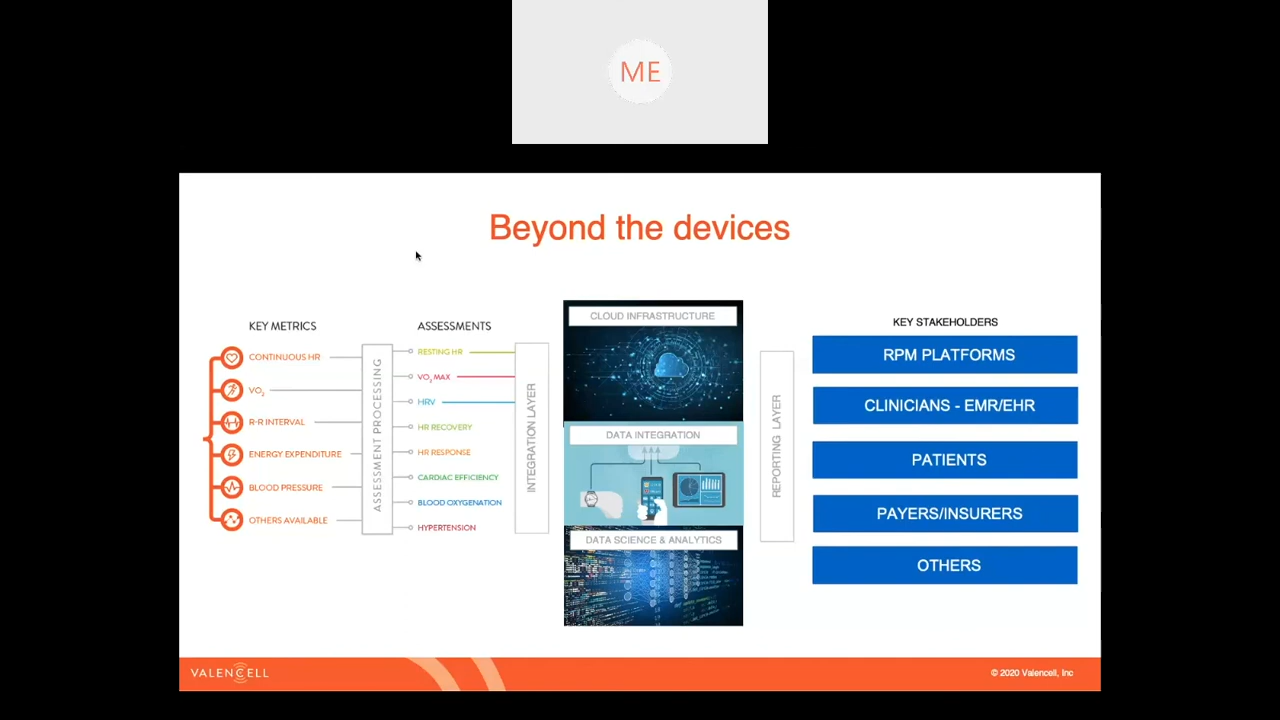 ME
Beyond the devices
KEY METRICS
CONTINUOUS HR
VO2
R-R INTERVAL
ENERGY EXPENDITURE
BLOOD PRESSURE
OTHERS AVAILABLE
ASSESSMENT PROCESSING
ASSESSMENTS
RESTING HR
VO2 MAX
HRV
HR RECOVERY
HR RESPONSE
CARDIAC EFFICIENCY
BLOOD OXYGENATION
HYPERTENSION
INTEGRATION LAYER
CLOUD INFRASTRUCTURE
DATA INTEGRATION
DATA SCIENCE & ANALYTICS
REPORTING LAYER
KEY STAKEHOLDERS
RPM PLATFORMS
CLINICIANS - EMR/EHR
PATIENTS
PAYERS/INSURERS
OTHERS
VALENCELL
© 2020 Valencell, Inc